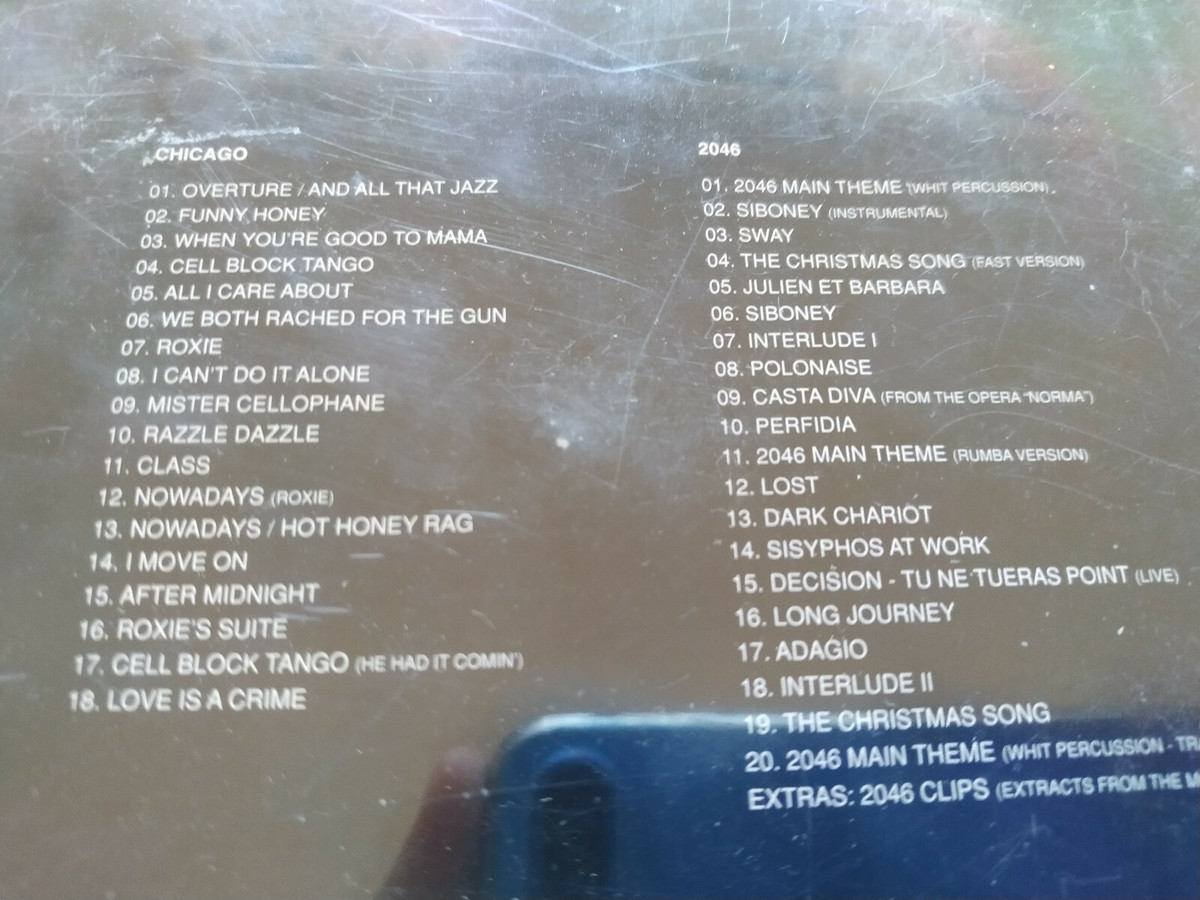 CHICAGO
01. OVERTURE / AND ALL THAT JAZZ
02. FUNNY HONEY
03. WHEN YOU'RE GOOD TO MAMA
04. CELL BLOCK TANGO
05. ALL I CARE ABOUT
06. WE BOTH RACHED FOR THE GUN
07. ROXIE
08. I CAN'T DO IT ALONE
09. MISTER CELLOPHANE
10. RAZZLE DAZZLE
11. CLASS
12. NOWADAYS (ROXIE)
13. NOWADAYS / HOT HONEY RAG
14. I MOVE ON
15. AFTER MIDNIGHT
16. ROXIE'S SUITE
17. CELL BLOCK TANGO (HE HAD IT COMIN')
18. LOVE IS A CRIME
2046
01. 2046 MAIN THEME (WHIT PERCUSSION)
02. SIBONEY (INSTRUMENTAL)
03. SWAY
04. THE CHRISTMAS SONG (FAST VERSION)
05. JULIEN ET BARBARA
06. SIBONEY
07. INTERLUDE I
08. POLONAISE
09. CASTA DIVA (FROM THE OPERA "NORMA")
10. PERFIDIA
11. 2046 MAIN THEME (RUMBA VERSION)
12. LOST
13. DARK CHARIOT
14. SISYPHOS AT WORK
15. DECISION - TU NE TUERAS POINT (LIVE)
16. LONG JOURNEY
17. ADAGIO
18. INTERLUDE II
19. THE CHRISTMAS SONG
20. 2046 MAIN THEME (WHIT PERCUSSION -
EXTRAS: 2046 CLIPS (EXTRACTS FROM THE